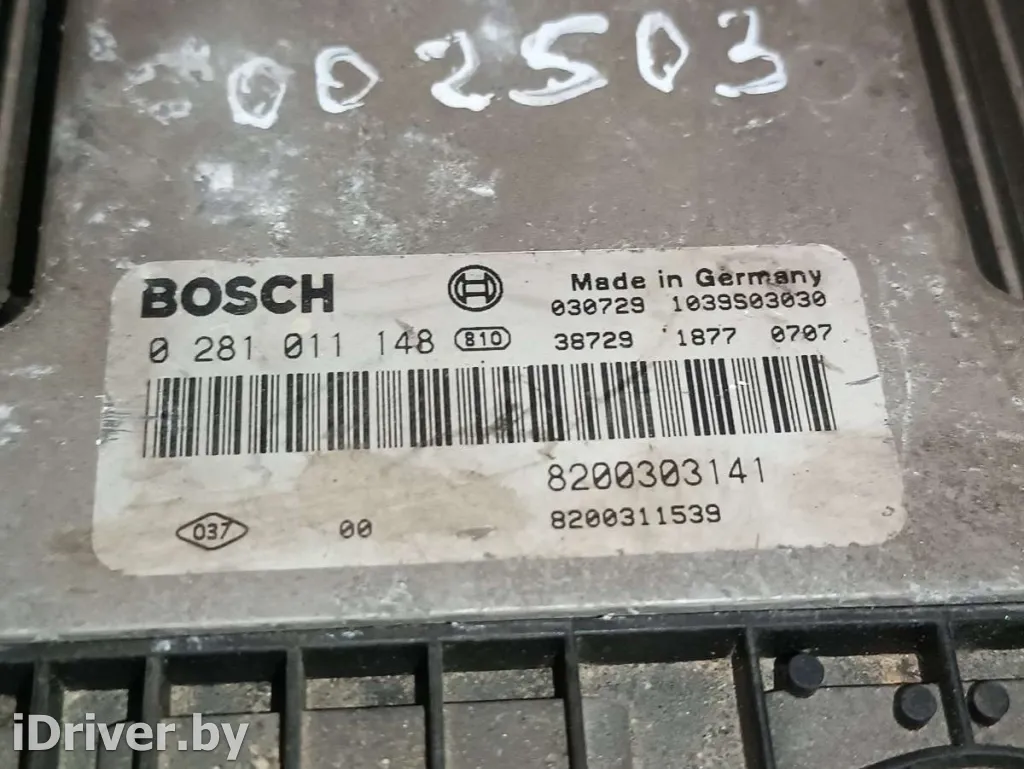 002503
BOSCH
Made in Germany
030729 1039S03030
0 281 011 148 810 38729 1877 0707
8200303141
037 00 8200311539
iDriver.by